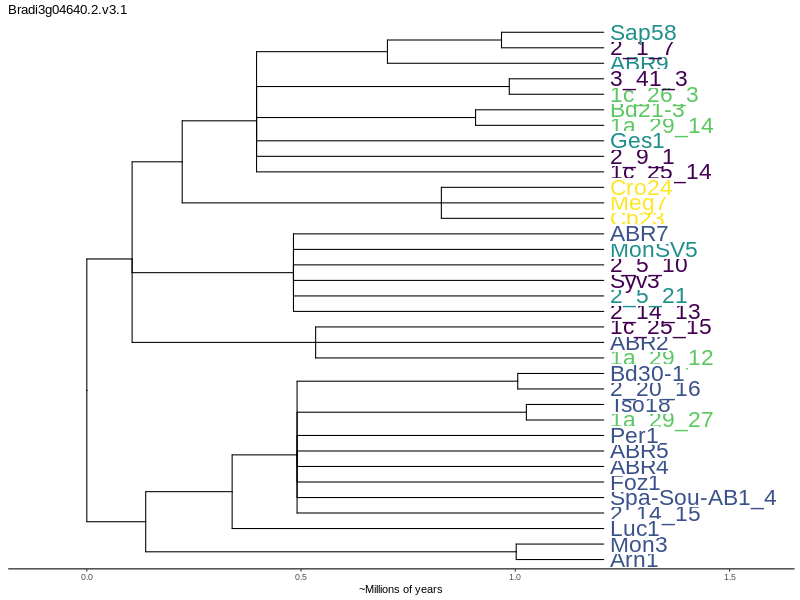 Bradi3g04640.2.v3.1
Sap58
2_1_7
ABR9
3_41_3
1c_26_3
Bd21-3
1a_29_14
Ges1
2_9_1
1c_25_14
Cro24
Meg7
Cb23
ABR7
MonSV5
2_5_10
Syv3
2_5_21
2_14_13
1c_25_15
ABR2
1a_29_12
Bd30-1
2_20_16
Iso18
1a_29_27
Per1
ABR5
ABR4
Foz1
Spa-Sou-AB1_4
2_14_15
Luc1
Mon3
Arn1
0.0 0.5 1.0 1.5
~Millions of years